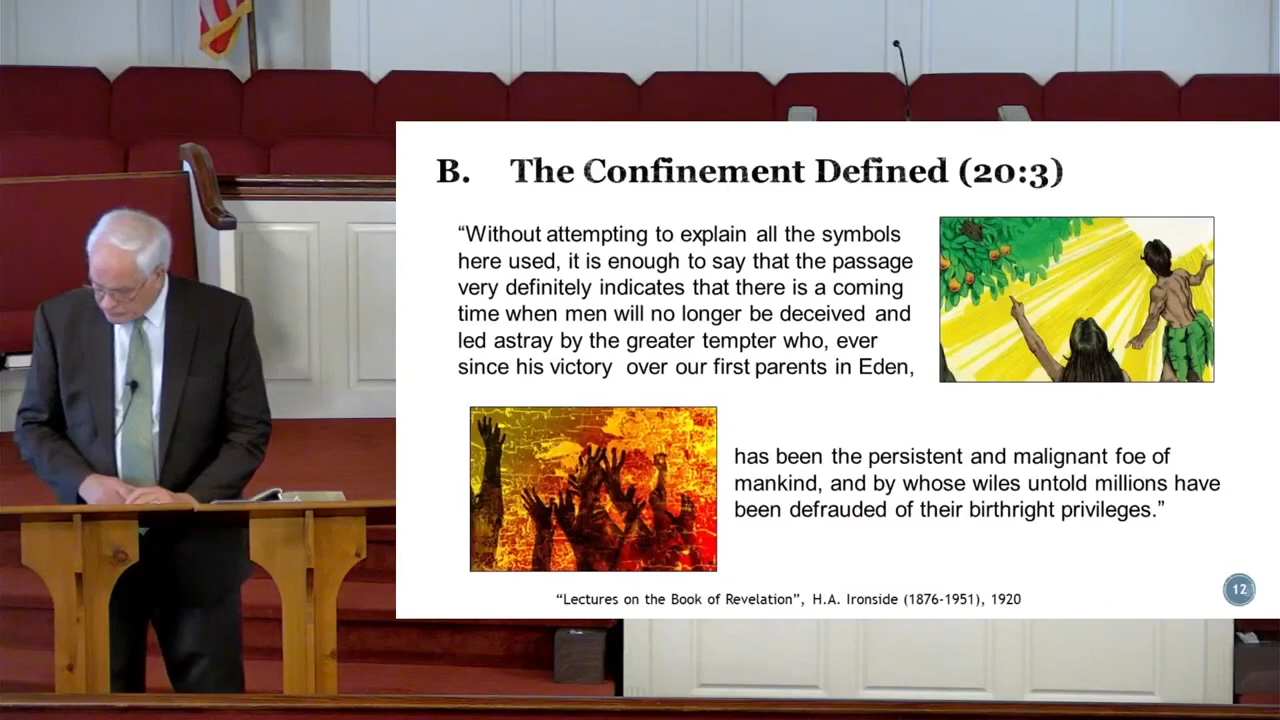 B. The Confinement Defined (20:3)
“Without attempting to explain all the symbols
here used, it is enough to say that the passage
very definitely indicates that there is a coming
time when men will no longer be deceived and
led astray by the greater tempter who, ever
since his victory over our first parents in Eden,
has been the persistent and malignant foe of
mankind, and by whose wiles untold millions have
been defrauded of their birthright privileges.”
“Lectures on the Book of Revelation”, H.A. Ironside (1876-1951), 1920
12